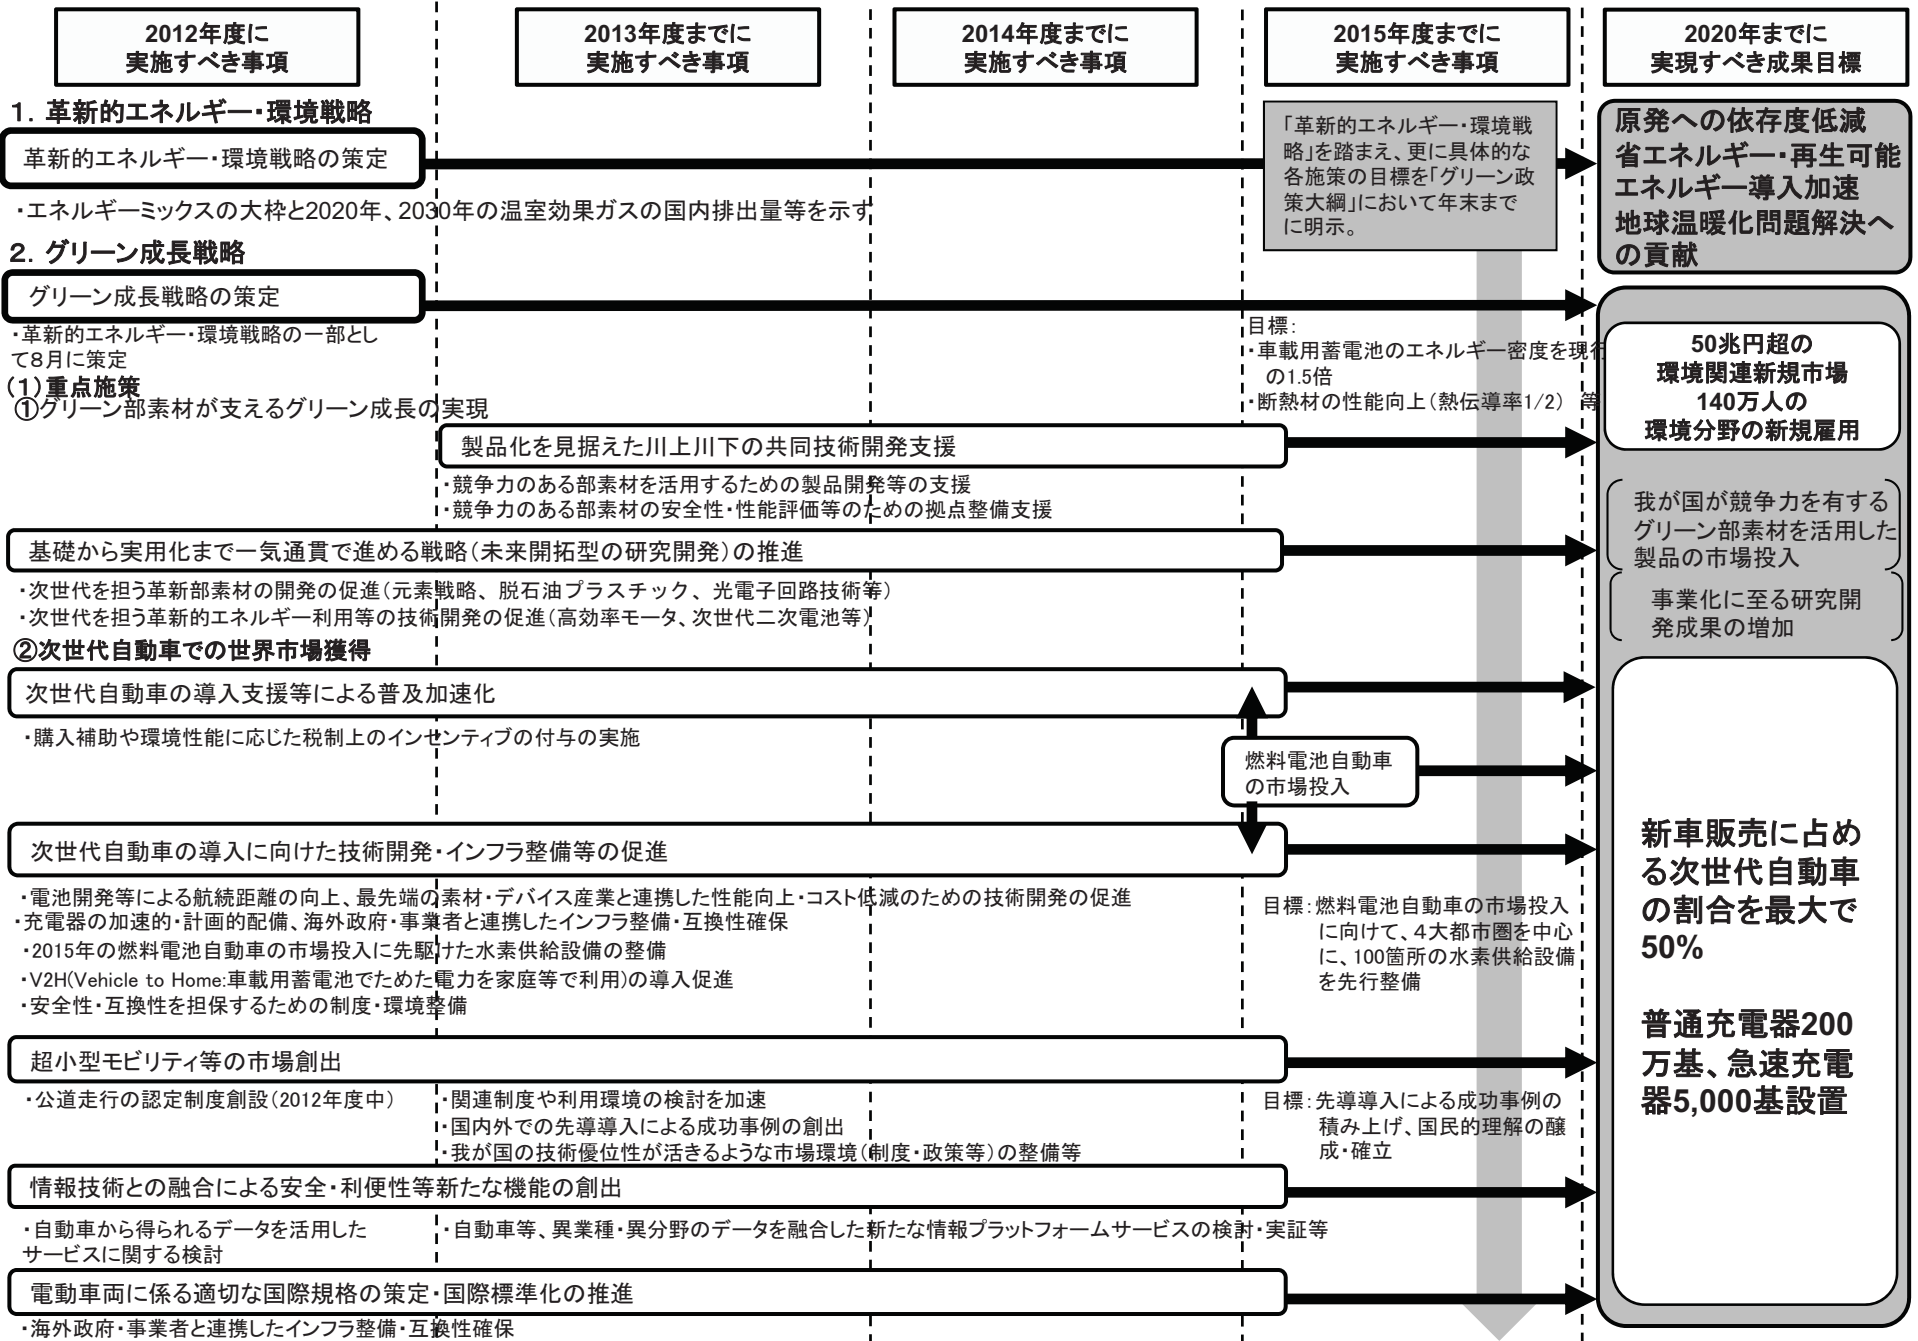 2012年度に
実施すべき事項
2013年度までに
実施すべき事項
2014年度までに
実施すべき事項
2015年度までに
実施すべき事項
2020年までに
実現すべき成果目標
1．革新的エネルギー・環境戦略
革新的エネルギー・環境戦略の策定
・エネルギーミックスの大枠と2020年、2030年の温室効果ガスの国内排出量等を示す
「革新的エネルギー・環境戦
略」を踏まえ、更に具体的な
各施策の目標を「グリーン政
策大綱」において年末まで
に明示。
原発への依存度低減
省エネルギー・再生可能
エネルギー導入加速
地球温暖化問題解決へ
の貢献
2．グリーン成長戦略
グリーン成長戦略の策定
・革新的エネルギー・環境戦略の一部とし
て8月に策定
目標：
・車載用蓄電池のエネルギー密度を現行
の1.5倍
・断熱材の性能向上（熱伝導率1/2）　等
50兆円超の
環境関連新規市場
140万人の
環境分野の新規雇用
（1）重点施策
①グリーン部素材が支えるグリーン成長の実現
製品化を見据えた川上川下の共同技術開発支援
・競争力のある部素材を活用するための製品開発等の支援
・競争力のある部素材の安全性・性能評価等のための拠点整備支援
我が国が競争力を有する
グリーン部素材を活用した
製品の市場投入
基礎から実用化まで一気通貫で進める戦略（未来開拓型の研究開発）の推進
・次世代を担う革新部素材の開発の促進（元素戦略、脱石油プラスチック、光電子回路技術等）
・次世代を担う革新的エネルギー利用等の技術開発の促進（高効率モータ、次世代二次電池等）
事業化に至る研究開
発成果の増加
②次世代自動車での世界市場獲得
次世代自動車の導入支援等による普及加速化
・購入補助や環境性能に応じた税制上のインセンティブの付与の実施
燃料電池自動車
の市場投入
次世代自動車の導入に向けた技術開発・インフラ整備等の促進
・電池開発等による航続距離の向上、最先端の素材・デバイス産業と連携した性能向上・コスト低減のための技術開発の促進
・充電器の加速的・計画的配備、海外政府・事業者と連携したインフラ整備・互換性確保
・2015年の燃料電池自動車の市場投入に先駆けた水素供給設備の整備
・V2H(Vehicle to Home:車載用蓄電池でためた電力を家庭等で利用)の導入促進
・安全性・互換性を担保するための制度・環境整備
目標：燃料電池自動車の市場投入
に向けて、4大都市圏を中心
に、100箇所の水素供給設備
を先行整備
新車販売に占め
る次世代自動車
の割合を最大で
50%
普通充電器200
万基、急速充電
器5,000基設置
超小型モビリティ等の市場創出
・公道走行の認定制度創設（2012年度中）
・関連制度や利用環境の検討を加速
・国内外での先導導入による成功事例の創出
・我が国の技術優位性が活きるような市場環境（制度・政策等）の整備等
目標：先導導入による成功事例の
積み上げ、国民的理解の醸
成・確立
情報技術との融合による安全・利便性等新たな機能の創出
・自動車から得られるデータを活用した
サービスに関する検討
・自動車等、異業種・異分野のデータを融合した新たな情報プラットフォームサービスの検討・実証等
電動車両に係る適切な国際規格の策定・国際標準化の推進
・海外政府・事業者と連携したインフラ整備・互換性確保